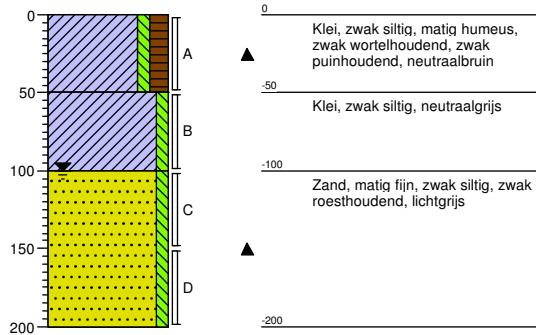 0
50
100
150
200
A
B
C
D
0
Klei, zwak siltig, matig humeus,
zwak wortelhoudend, zwak
puinhoudend, neutraalbruin
-50
Klei, zwak siltig, neutraalgrijs
-100
Zand, matig fijn, zwak siltig, zwak
roesthoudend, lichtgrijs
-200